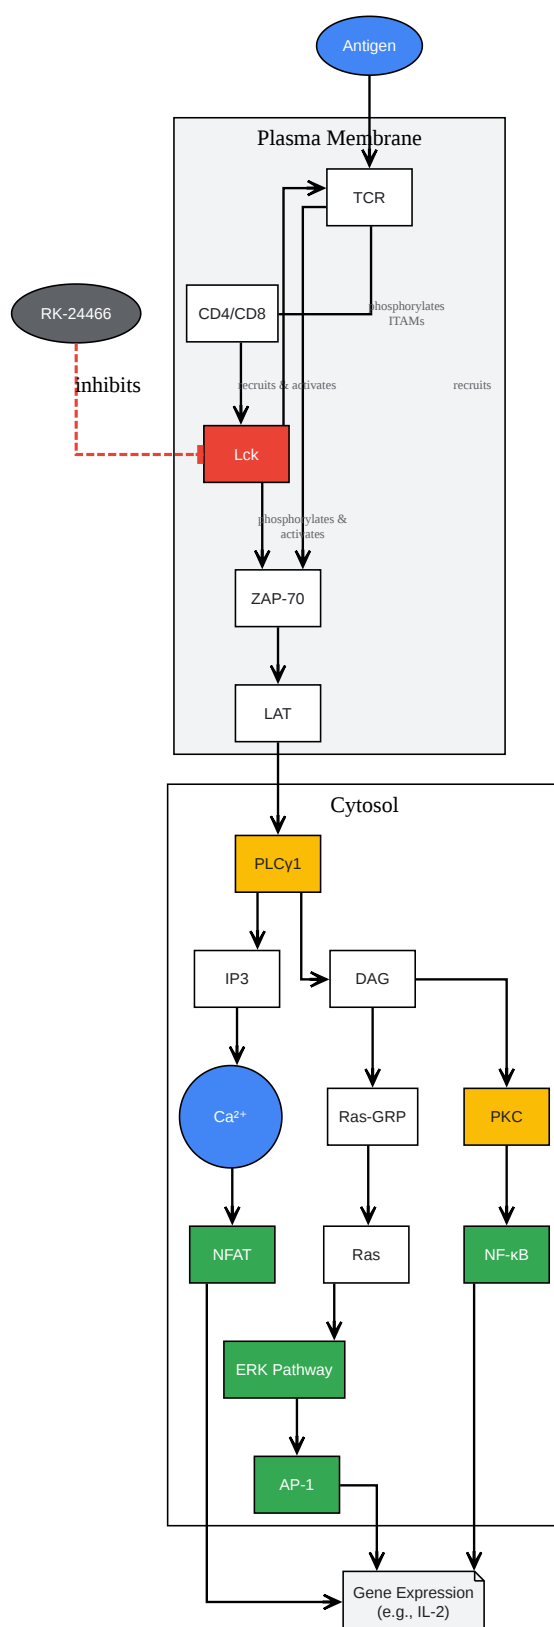 Antigen
Plasma Membrane
TCR
CD4/CD8
RK-24466
phosphorylates
ITAMs
inhibits
recruits & activates
recruits
Lck
phosphorylates &
activates
ZAP-70
LAT
Cytosol
PLCγ1
IP3
DAG
Ca²⁺
Ras-GRP
PKC
NFAT
Ras
NF-κB
ERK Pathway
AP-1
Gene Expression
(e.g., IL-2)